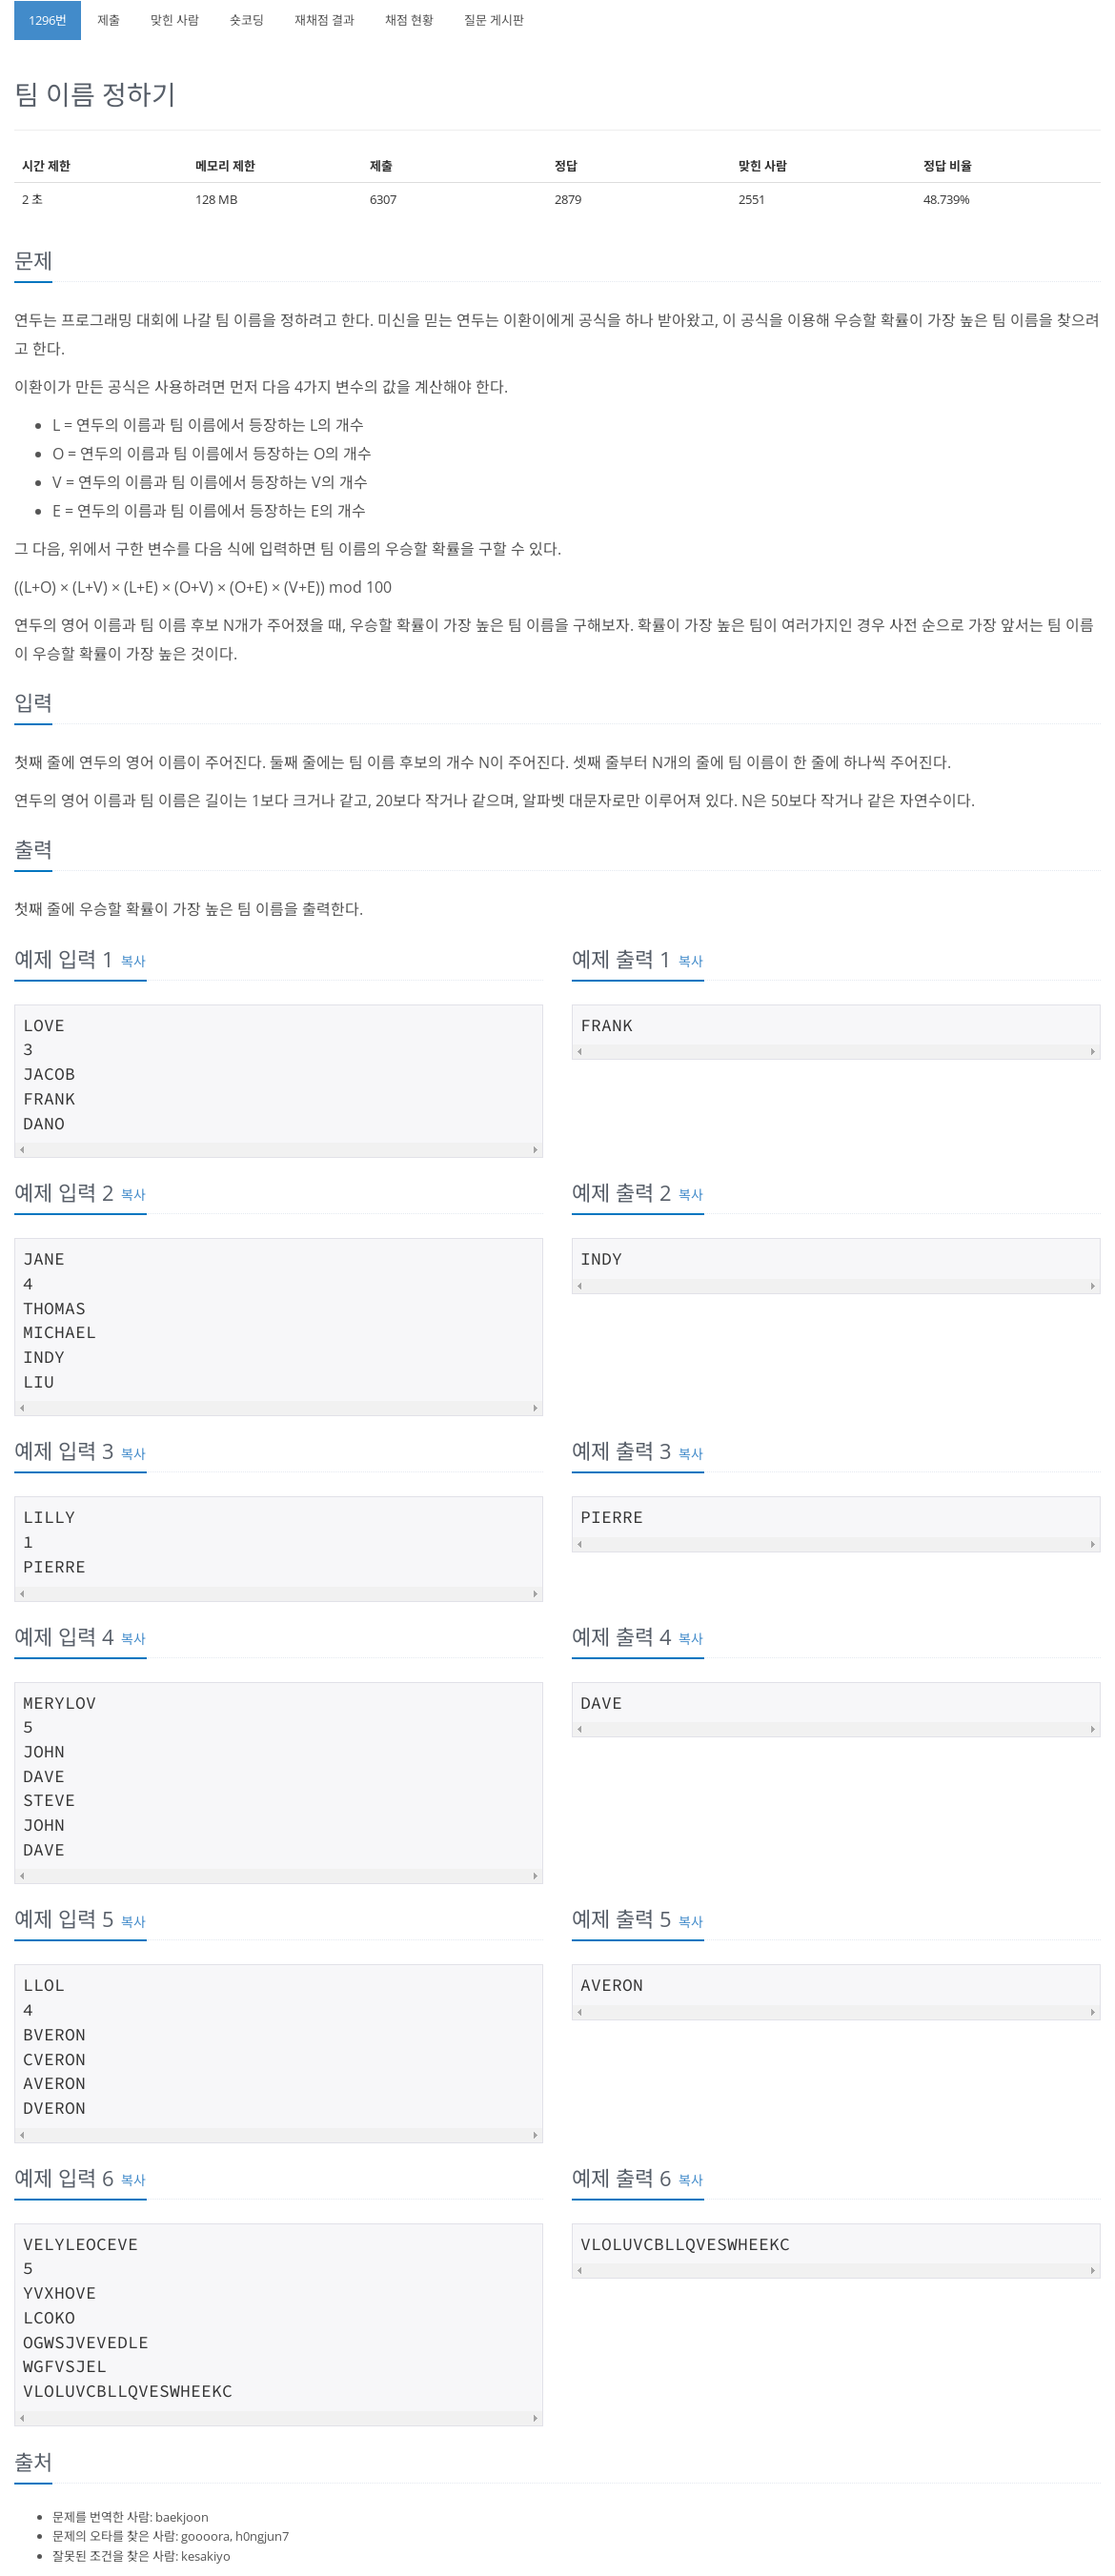 1296번 제출 맞힌 사람 숏코딩 재채점 결과 채점 현황 질문 게시판
팀 이름 정하기
시간 제한 메모리 제한 제출 정답 맞힌 사람 정답 비율
2 초 128 MB 6307 2879 2551 48.739%
문제
연두는 프로그래밍 대회에 나갈 팀 이름을 정하려고 한다. 미신을 믿는 연두는 이환이에게 공식을 하나 받아왔고, 이 공식을 이용해 우승할 확률이 가장 높은 팀 이름을 찾으려
고 한다.
이환이가 만든 공식은 사용하려면 먼저 다음 4가지 변수의 값을 계산해야 한다.
• L = 연두의 이름과 팀 이름에서 등장하는 L의 개수
• O = 연두의 이름과 팀 이름에서 등장하는 O의 개수
• V = 연두의 이름과 팀 이름에서 등장하는 V의 개수
• E = 연두의 이름과 팀 이름에서 등장하는 E의 개수
그 다음, 위에서 구한 변수를 다음 식에 입력하면 팀 이름의 우승할 확률을 구할 수 있다.
((L+O) × (L+V) × (L+E) × (O+V) × (O+E) × (V+E)) mod 100
연두의 영어 이름과 팀 이름 후보 N개가 주어졌을 때, 우승할 확률이 가장 높은 팀 이름을 구해보자. 확률이 가장 높은 팀이 여러가지인 경우 사전 순으로 가장 앞서는 팀 이름
이 우승할 확률이 가장 높은 것이다.
입력
첫째 줄에 연두의 영어 이름이 주어진다. 둘째 줄에는 팀 이름 후보의 개수 N이 주어진다. 셋째 줄부터 N개의 줄에 팀 이름이 한 줄에 하나씩 주어진다.
연두의 영어 이름과 팀 이름은 길이는 1보다 크거나 같고, 20보다 작거나 같으며, 알파벳 대문자로만 이루어져 있다. N은 50보다 작거나 같은 자연수이다.
출력
첫째 줄에 우승할 확률이 가장 높은 팀 이름을 출력한다.
예제 입력 1 복사
LOVE
3
JACOB
FRANK
DANO
예제 출력 1 복사
FRANK
예제 입력 2 복사
JANE
4
THOMAS
MICHAEL
INDY
LIU
예제 출력 2 복사
INDY
예제 입력 3 복사
LILLY
1
PIERRE
예제 출력 3 복사
PIERRE
예제 입력 4 복사
MERYLOV
5
JOHN
DAVE
STEVE
JOHN
DAVE
예제 출력 4 복사
DAVE
예제 입력 5 복사
LLOL
4
BVERON
CVERON
AVERON
DVERON
예제 출력 5 복사
AVERON
예제 입력 6 복사
VELYLEOCEVE
5
YVXHOVE
LCOKO
OGWSJVEVEDLE
WGFVSJEL
VLOLUVCBLLQVESWHEEKC
예제 출력 6 복사
VLOLUVCBLLQVESWHEEKC
출처
• 문제를 번역한 사람: baekjoon
• 문제의 오타를 찾은 사람: goooora, h0ngjun7
• 잘못된 조건을 찾은 사람: kesakiyo